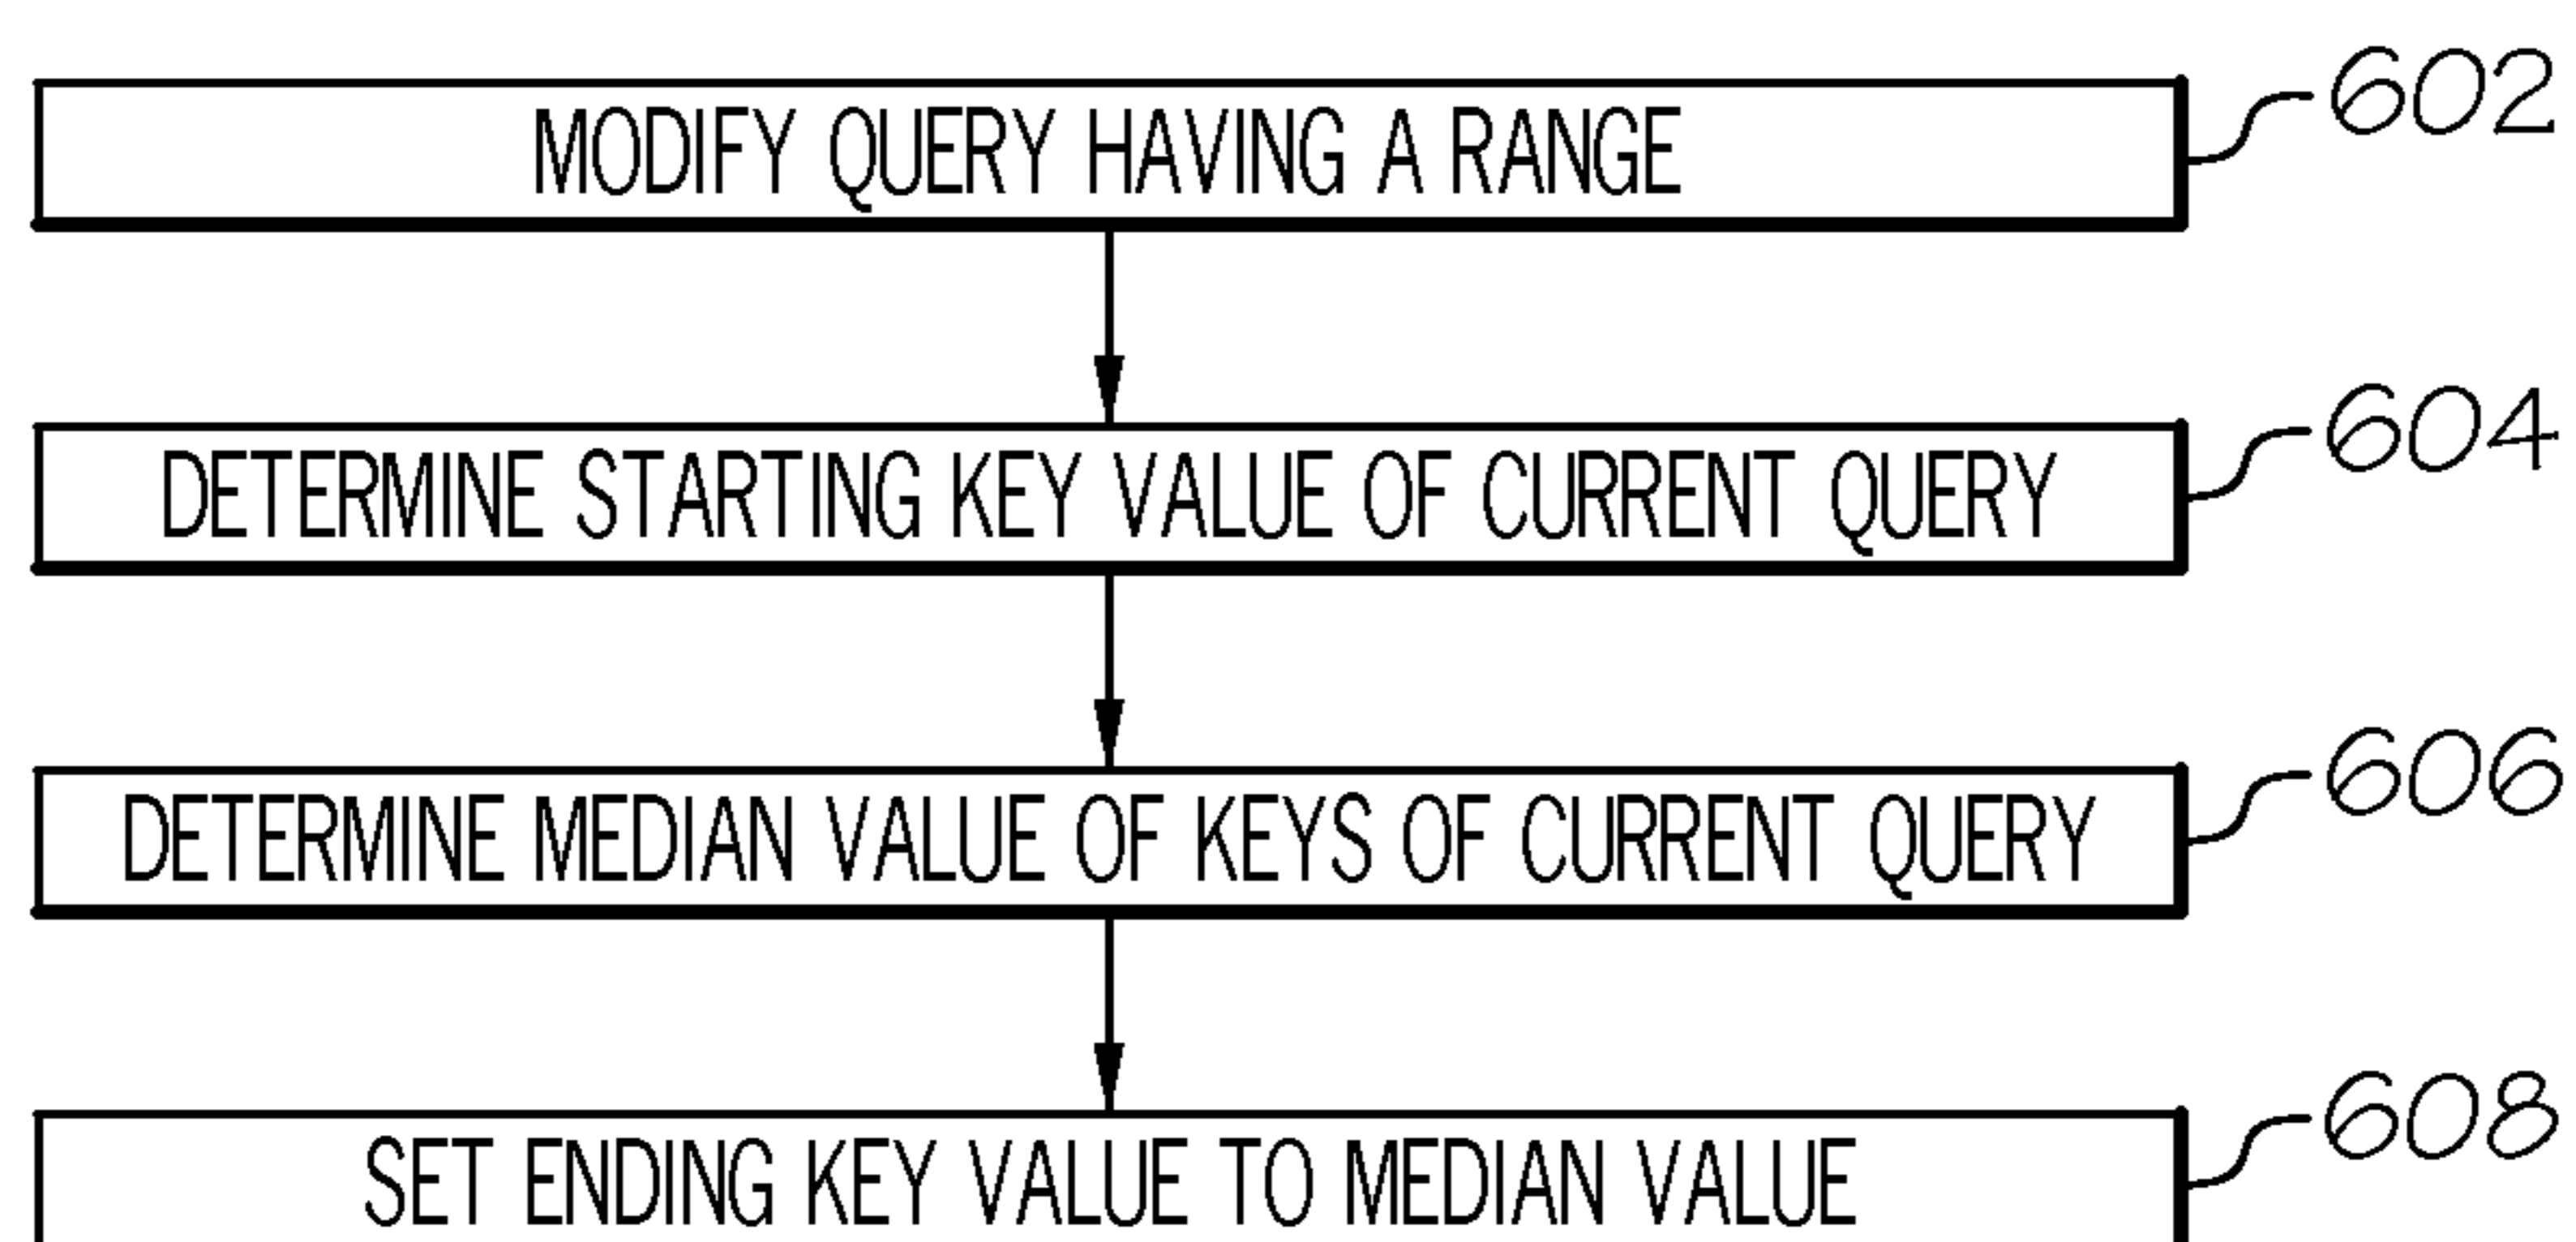 MODIFY QUERY HAVING A RANGE 602
DETERMINE STARTING KEY VALUE OF CURRENT QUERY 604
DETERMINE MEDIAN VALUE OF KEYS OF CURRENT QUERY 606
SET ENDING KEY VALUE TO MEDIAN VALUE 608